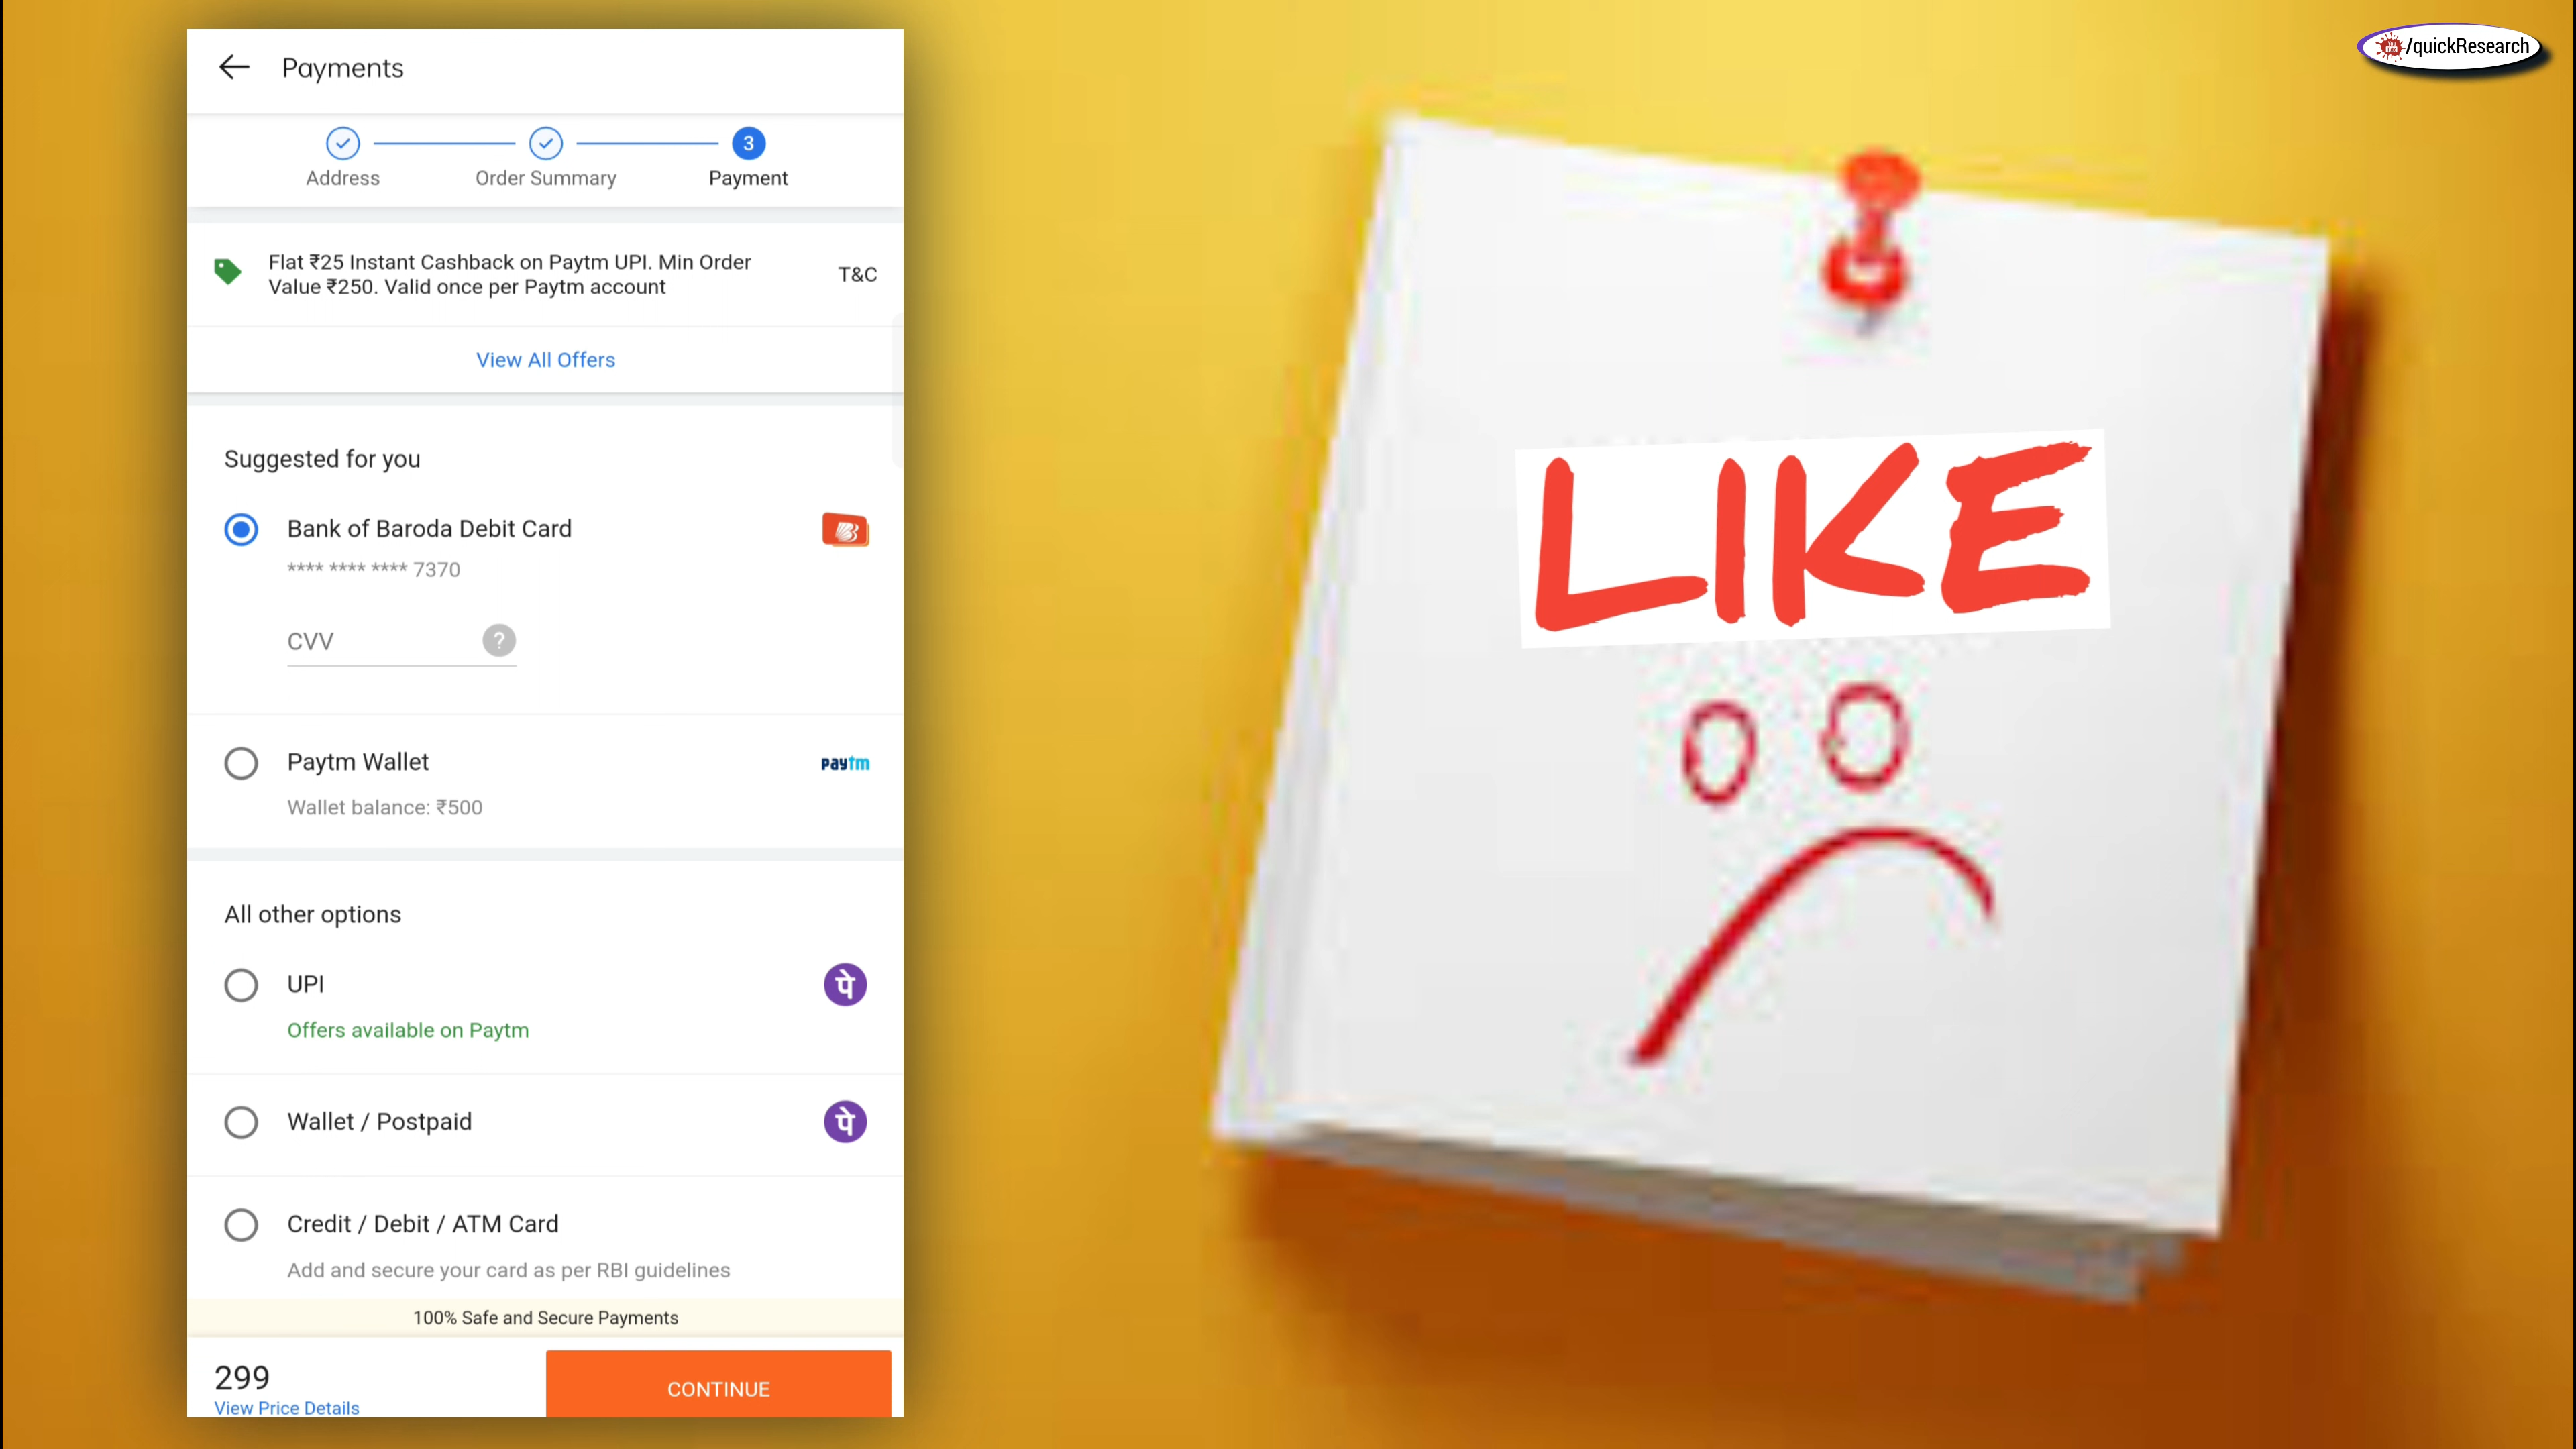 Payments
3
Address
Order Summary
Payment
Flat ₹25 Instant Cashback on Paytm UPI. Min Order
Value ₹250. Valid once per Paytm account
T&C
View All Offers
Suggested for you
Bank of Baroda Debit Card
**** **** **** 7370
CVV
?
Paytm Wallet
paytm
Wallet balance: ₹500
All other options
UPI
पे
Offers available on Paytm
Wallet / Postpaid
पे
Credit / Debit / ATM Card
Add and secure your card as per RBI guidelines
100% Safe and Secure Payments
299
View Price Details
CONTINUE
/quickResearch
LIKE